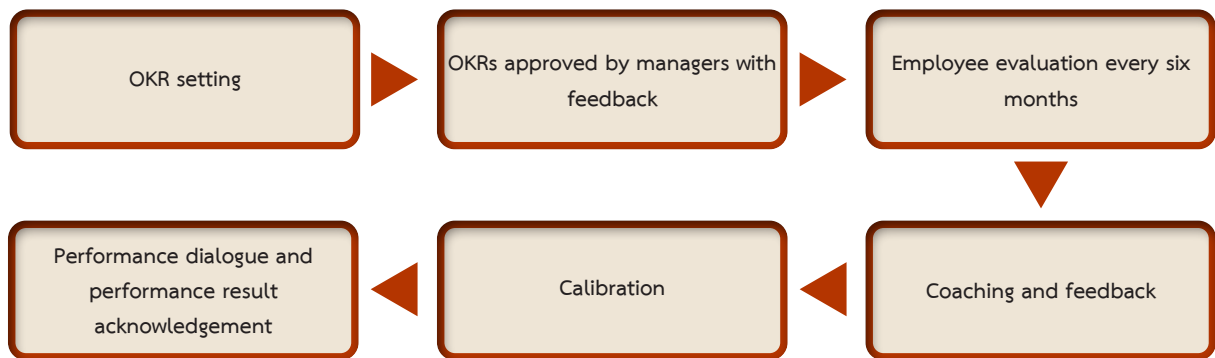 OKR setting
OKRs approved by managers with
feedback
Employee evaluation every six
months
Coaching and feedback
Calibration
Performance dialogue and
performance result
acknowledgement